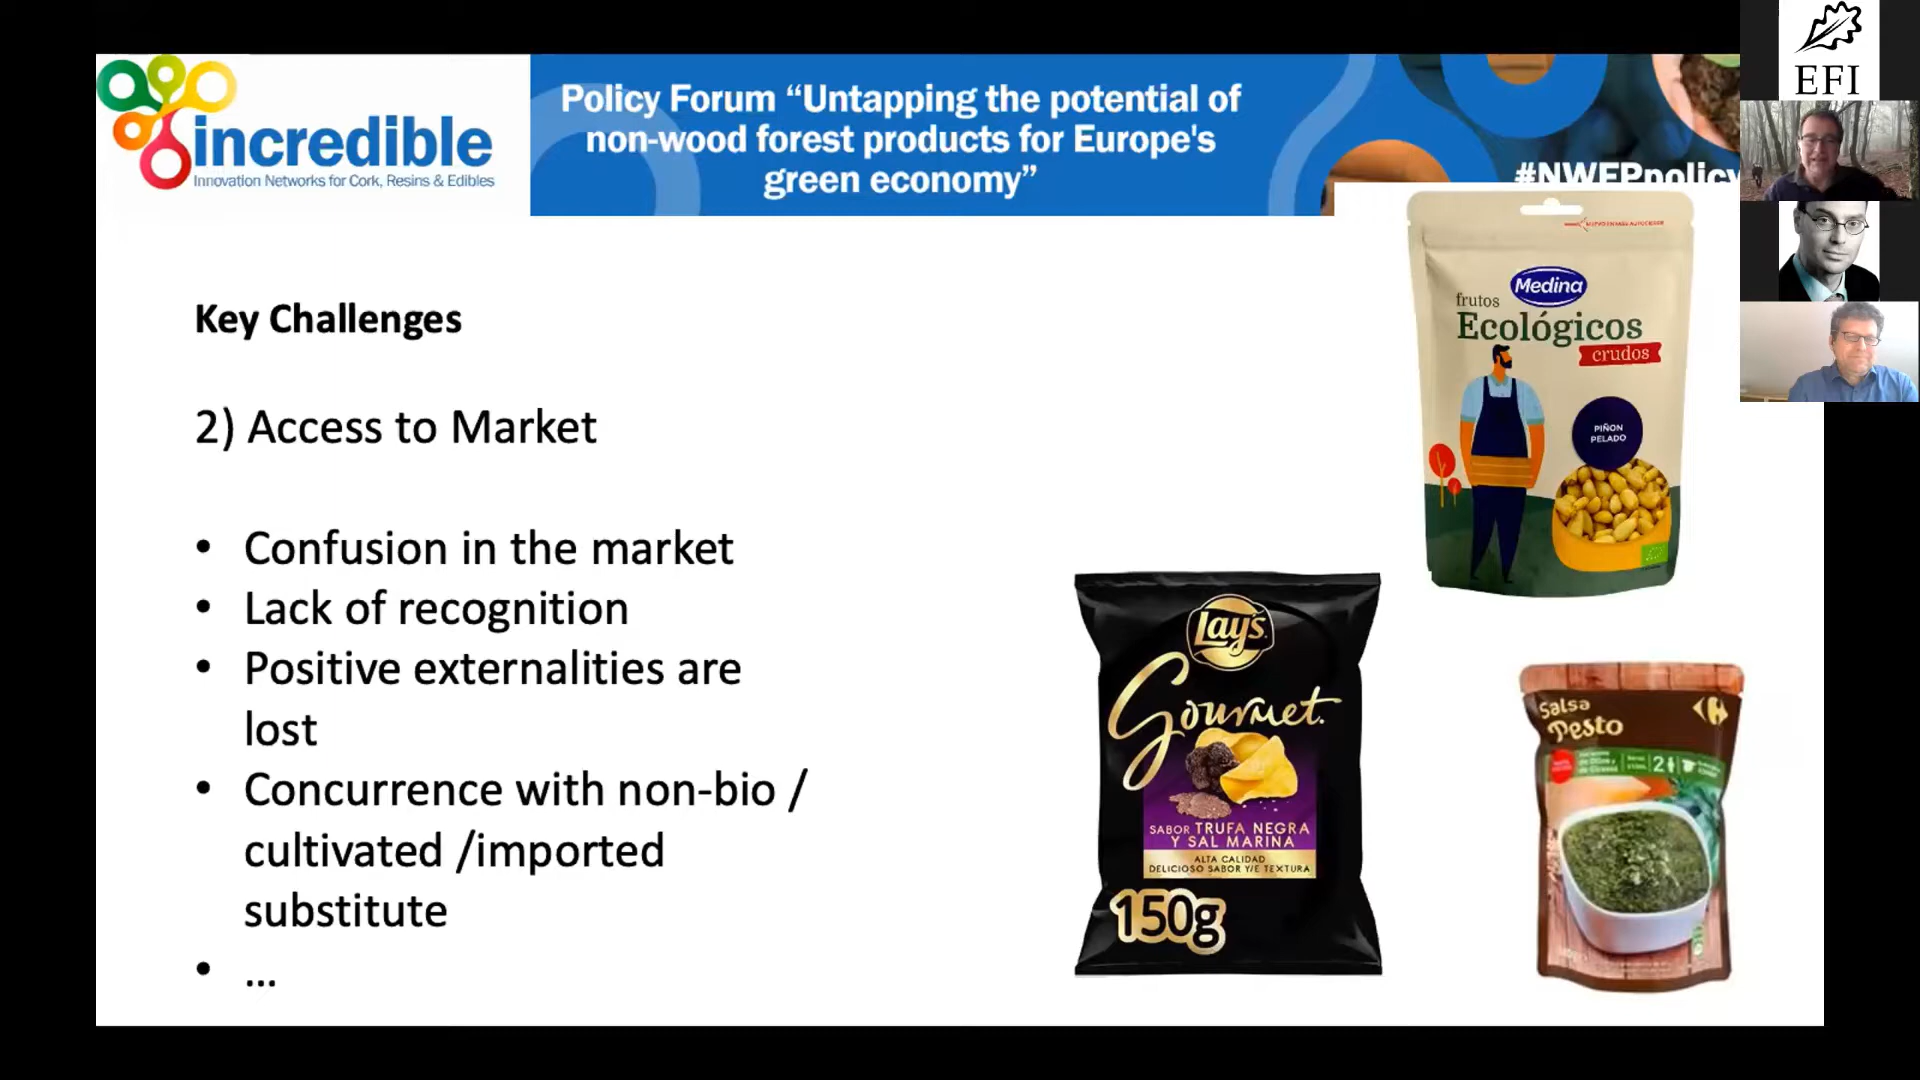 incredible
Innovation Networks for Cork, Resins & Edibles
Policy Forum “Untapping the potential of
non-wood forest products for Europe's
green economy”
#NWFPpolicy
EFI
Key Challenges
2) Access to Market
• Confusion in the market
• Lack of recognition
• Positive externalities are
lost
• Concurrence with non-bio /
cultivated /imported
substitute
• ...
Medina
frutos
Ecológicos
crudos
PIÑON
PELADO
Lay's
Gourmet.
SABOR TRUFA NEGRA
Y SAL MARINA
ALTA CALIDAD
DELICIOSO SABOR Y/E TEXTURA
150g
Salsa
Pesto
2